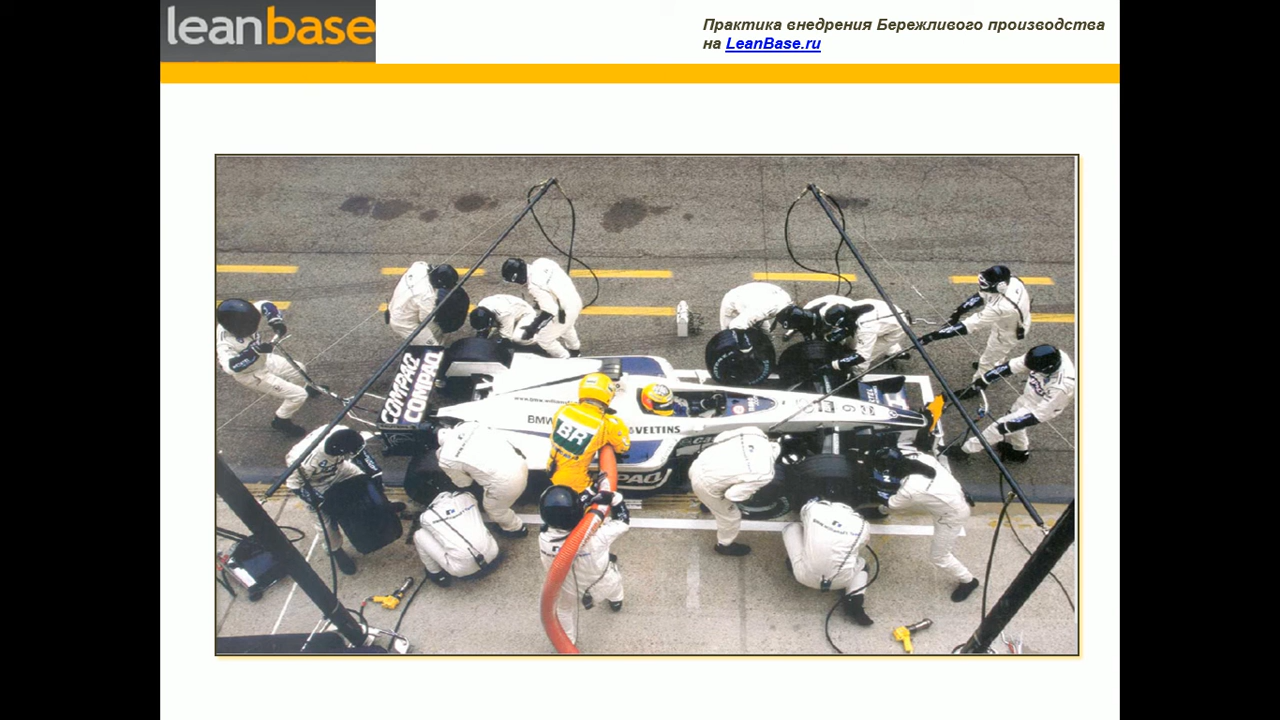 leanbase
Практика внедрения Бережливого производства
на LeanBase.ru
COMPAQ
COMPAQ
BMW
VELTINS
BR